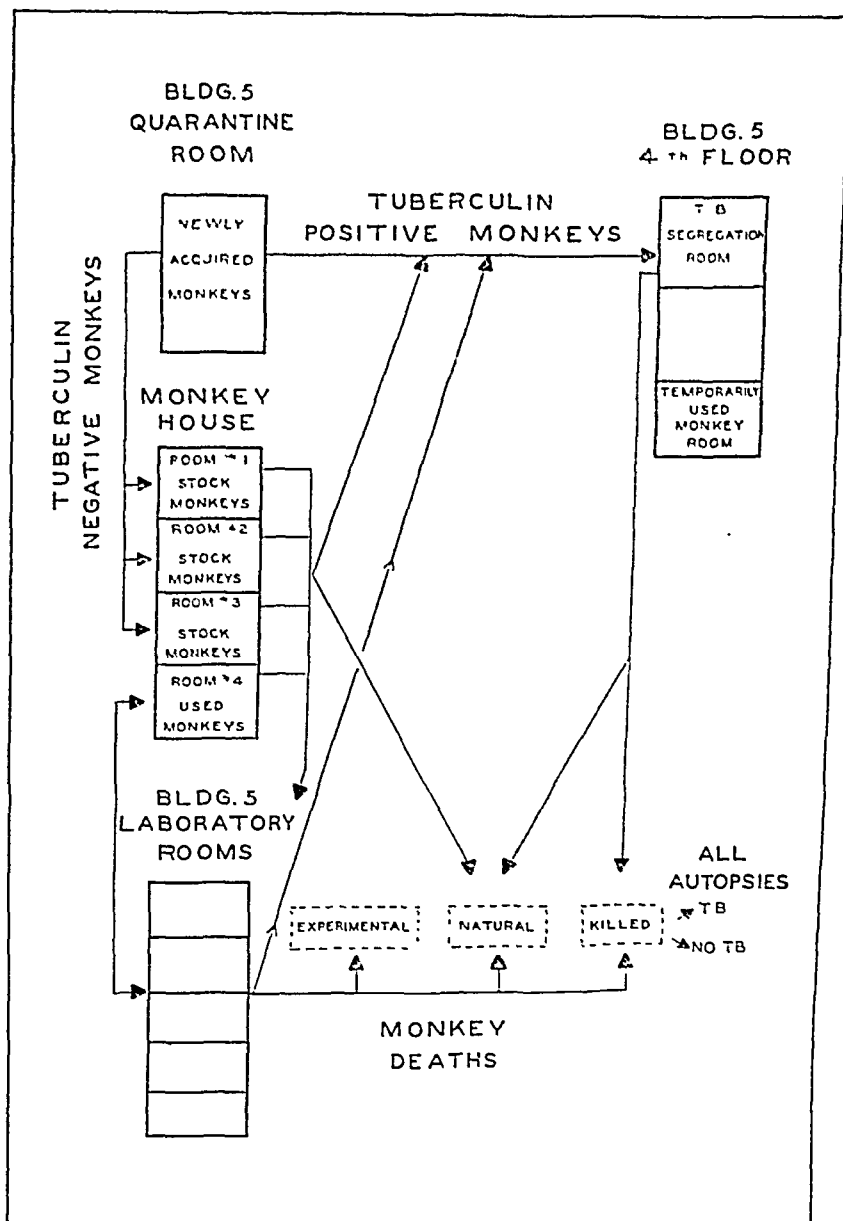 BLDG. 5
QUARANTINE
ROOM
BLDG. 5
4 TH FLOOR
NEWLY
ACQUIRED
MONKEYS
TUBERCULIN
POSITIVE MONKEYS
T B
SEGREGATION
ROOM
TEMPORARILY
USED
MONKEY
ROOM
TUBERCULIN
NEGATIVE MONKEYS
MONKEY
HOUSE
ROOM #1
STOCK
MONKEYS
ROOM #2
STOCK
MONKEYS
ROOM #3
STOCK
MONKEYS
ROOM #4
USED
MONKEYS
BLDG. 5
LABORATORY
ROOMS
EXPERIMENTAL
NATURAL
KILLED
ALL
AUTOPSIES
TB
NO TB
MONKEY
DEATHS